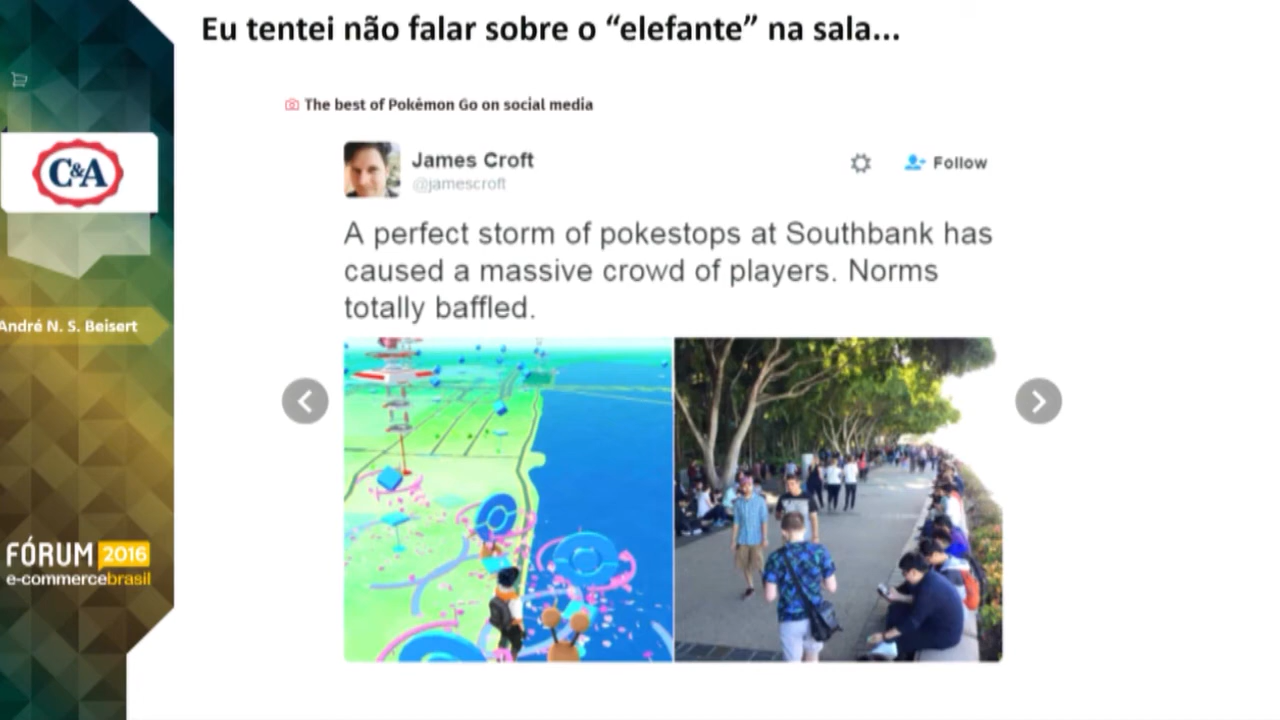 Eu tentei não falar sobre o “elefante” na sala...
The best of Pokémon Go on social media
C&A
James Croft
@jamescroft
Follow
A perfect storm of pokestops at Southbank has
caused a massive crowd of players. Norms
totally baffled.
André N. S. Beisert
FÓRUM 2016
e-commercebrasil